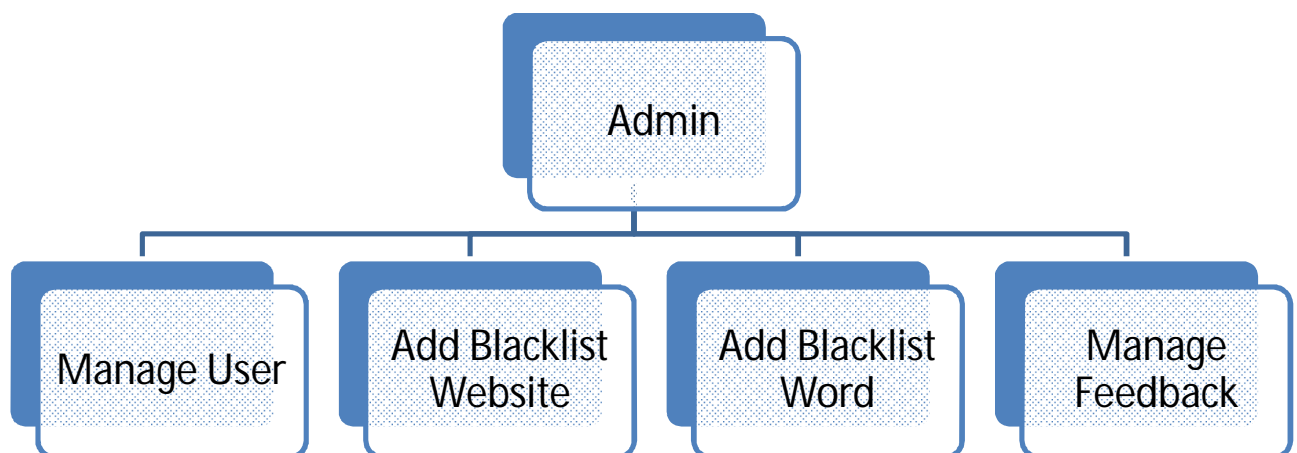 Admin
Manage User
Add Blacklist
Website
Add Blacklist
Word
Manage
Feedback